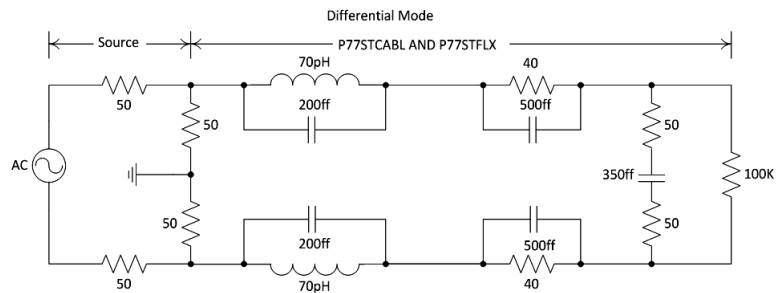 Differential Mode
Source
P77STCABL AND P77STFLX
70pH
40
50
200ff
500ff
50
50
AC
350ff
100K
50
50
200ff
500ff
50
70pH
40